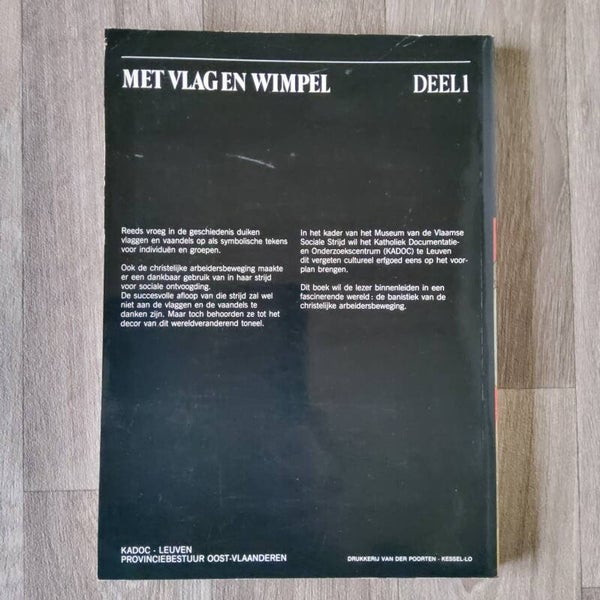 MET VLAG EN WIMPEL DEEL 1
Reeds vroeg in de geschiedenis duiken
vlaggen en vaandels op als symbolische tekens
voor individuën en groepen.
Ook de christelijke arbeidersbeweging maakte
er een dankbaar gebruik van in haar strijd
voor sociale ontvoogding.
De succesvolle afloop van die strijd zal wel
niet aan de vlaggen en de vaandels te
danken zijn. Maar toch behoorden ze tot het
decor van dit wereldveranderend toneel.
In het kader van het Museum van de Vlaamse
Sociale Strijd wil het Katholiek Documentatie-
en Onderzoekscentrum (KADOC) te Leuven
dit vergeten cultureel erfgoed eens op het voor-
plan brengen.
Dit boek wil de lezer binnenleiden in een
fascinerende wereld : de banistiek van de
christelijke arbeidersbeweging.
KADOC - LEUVEN
PROVINCIEBESTUUR OOST-VLAANDEREN
DRUKKERIJ VAN DER POORTEN - KESSEL-LO